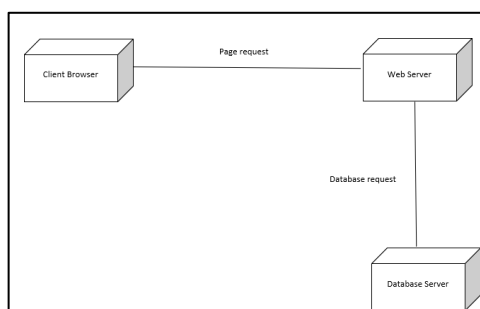 Page request
Client Browser
Web Server
Database request
Database Server